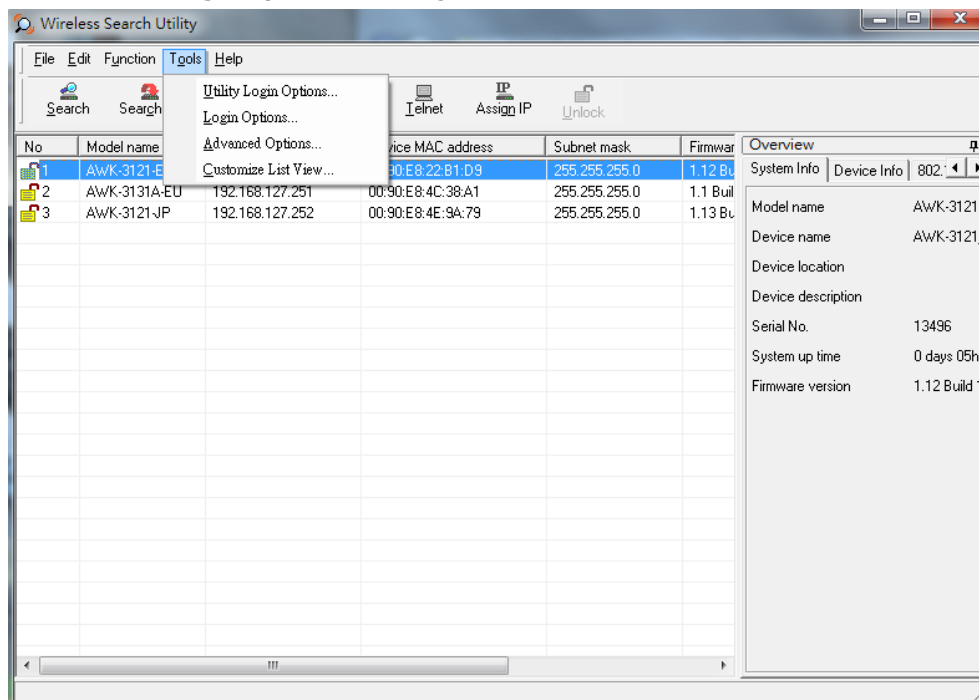 Wireless Search Utility
File Edit Function Tools Help
Search Search Telnet Assign IP Unlock
Utility Login Options...
Login Options...
Advanced Options...
Customize List View...
No Model name vice MAC address Subnet mask Firmwar
1 AWK-3121-E 90:E8:22:B1:D9 255.255.255.0 1.12 Bu
2 AWK-3131A-EU 192.168.127.251 00:90:E8:4C:38:A1 1.1 Buil
3 AWK-3121-JP 192.168.127.252 00:90:E8:4E:9A:79 255.255.255.0 1.13 Bu
Overview
System Info Device Info 802.
Model name AWK-3121
Device name AWK-3121
Device location
Device description
Serial No. 13496
System up time 0 days 05h
Firmware version 1.12 Build